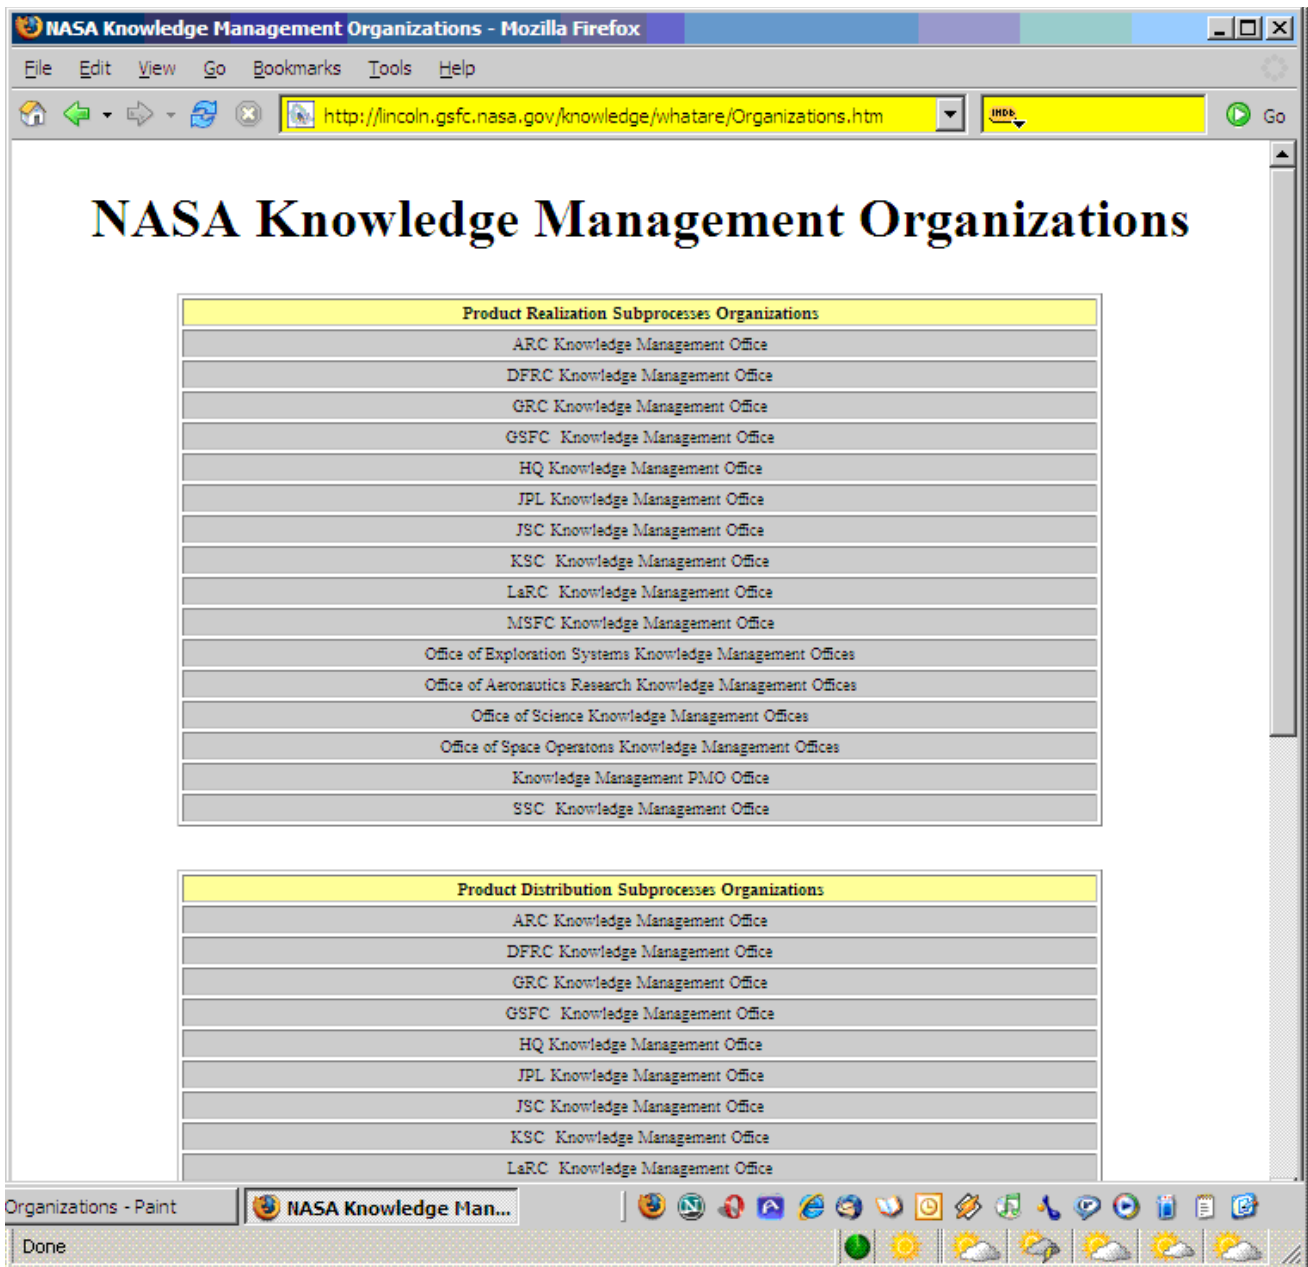 NASA Knowledge Management Organizations - Mozilla Firefox
File Edit View Go Bookmarks Tools Help
http://lincoln.gsfc.nasa.gov/knowledge/whatare/Organizations.htm IMDb Go
NASA Knowledge Management Organizations
Product Realization Subprocesses Organizations
ARC Knowledge Management Office
DFRC Knowledge Management Office
GRC Knowledge Management Office
GSFC Knowledge Management Office
HQ Knowledge Management Office
JPL Knowledge Management Office
JSC Knowledge Management Office
KSC Knowledge Management Office
LaRC Knowledge Management Office
MSFC Knowledge Management Office
Office of Exploration Systems Knowledge Management Offices
Office of Aeronautics Research Knowledge Management Offices
Office of Science Knowledge Management Offices
Office of Space Operatons Knowledge Management Offices
Knowledge Management PMO Office
SSC Knowledge Management Office
Product Distribution Subprocesses Organizations
ARC Knowledge Management Office
DFRC Knowledge Management Office
GRC Knowledge Management Office
GSFC Knowledge Management Office
HQ Knowledge Management Office
JPL Knowledge Management Office
JSC Knowledge Management Office
KSC Knowledge Management Office
LaRC Knowledge Management Office
Organizations - Paint NASA Knowledge Man...
Done